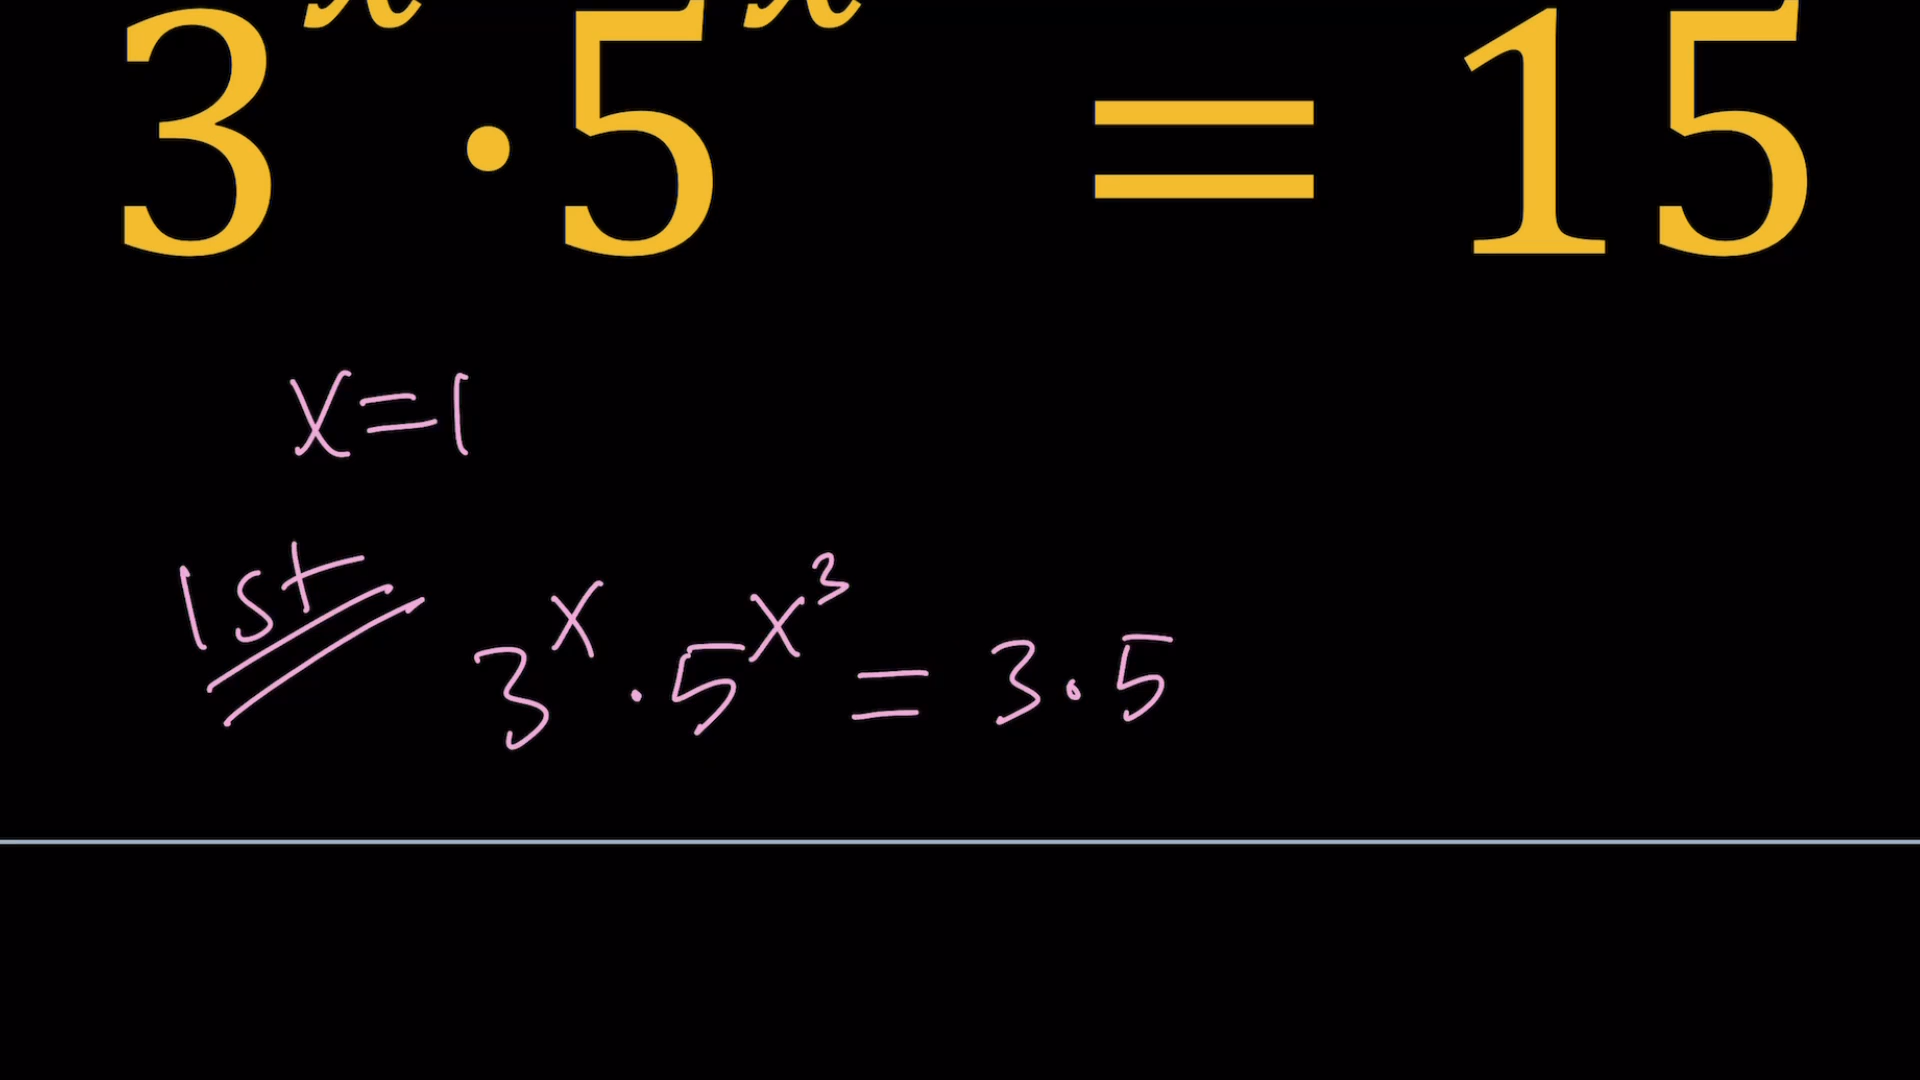 3^x · 5^x = 15
x=1
1st
3^x · 5^x^3 = 3 · 5